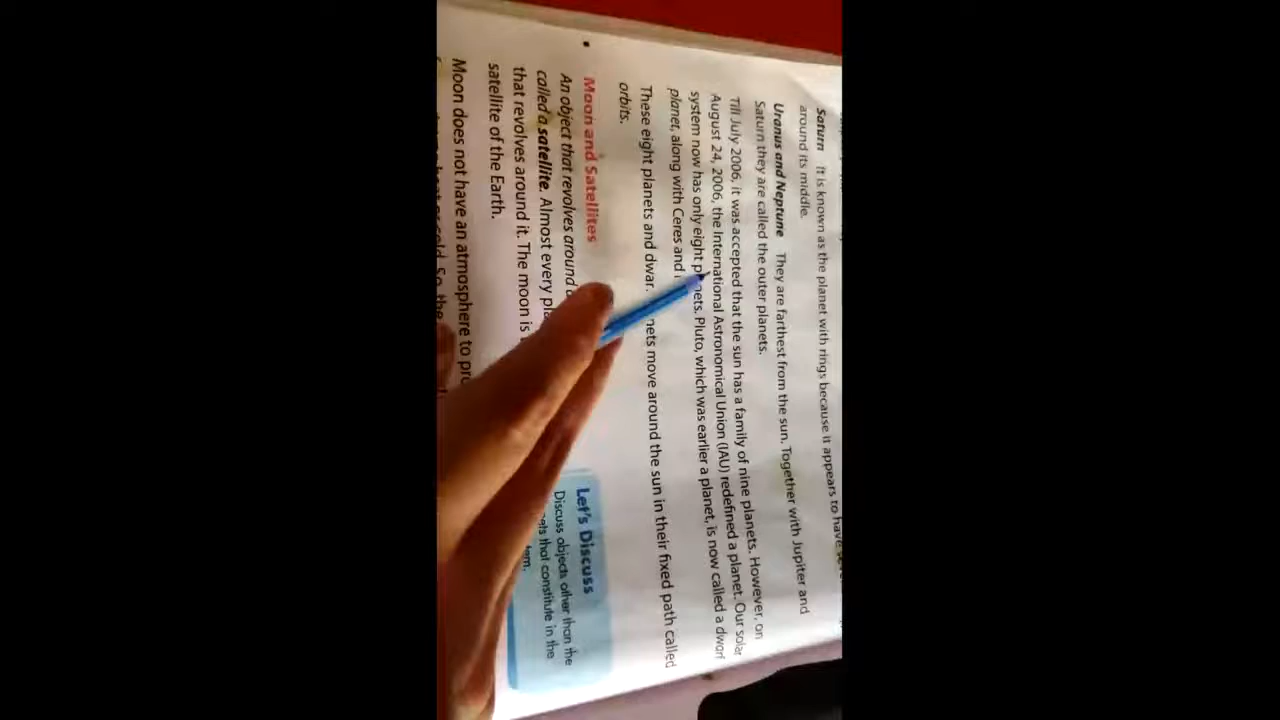 Saturn It is known as the planet with rings because it appears to have
around its middle.
Uranus and Neptune They are farthest from the sun. Together with Jupiter and
Saturn they are called the outer planets.
Till July 2006, it was accepted that the sun has a family of nine planets. However, on
August 24, 2006, the International Astronomical Union (IAU) redefined a planet. Our solar
system now has only eight planets. Pluto, which was earlier a planet, is now called a dwarf
planet, along with Ceres and
These eight planets and move around the sun in their fixed path called
orbits.
Moon and Satellites
An object that revolves around
called a satellite. Almost every
that revolves around it. The moon is
satellite of the Earth.
Moon does not have an atmosphere to
So, the
Let's Discuss
Discuss objects other than the
that constitute in the